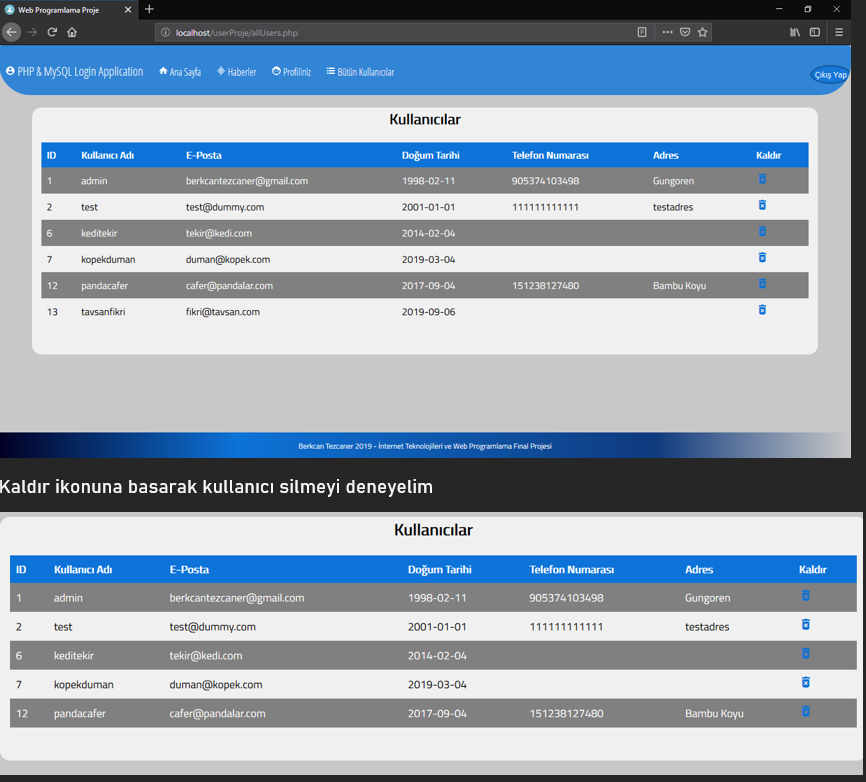 Web Programlama Proje
localhost/userProje/allUsers.php
PHP & MySQL Login Application Ana Sayfa Haberler Profiliniz Bütün Kullanıcılar Çıkış Yap
Kullanıcılar
ID Kullanıcı Adı E-Posta Doğum Tarihi Telefon Numarası Adres Kaldır
1 admin berkcantezcaner@gmail.com 1998-02-11 905374103498 Gungoren
2 test test@dummy.com 2001-01-01 111111111111 testadres
6 keditekir tekir@kedi.com 2014-02-04
7 kopekduman duman@kopek.com 2019-03-04
12 pandacafer cafer@pandalar.com 2017-09-04 151238127480 Bambu Koyu
13 tavsanfikri fikri@tavsan.com 2019-09-06
Berkcan Tezcaner 2019 - İnternet Teknolojileri ve Web Programlama Final Projesi
Kaldır ikonuna basarak kullanıcı silmeyi deneyelim
Kullanıcılar
ID Kullanıcı Adı E-Posta Doğum Tarihi Telefon Numarası Adres Kaldır
1 admin berkcantezcaner@gmail.com 1998-02-11 905374103498 Gungoren
2 test test@dummy.com 2001-01-01 111111111111 testadres
6 keditekir tekir@kedi.com 2014-02-04
7 kopekduman duman@kopek.com 2019-03-04
12 pandacafer cafer@pandalar.com 2017-09-04 151238127480 Bambu Koyu